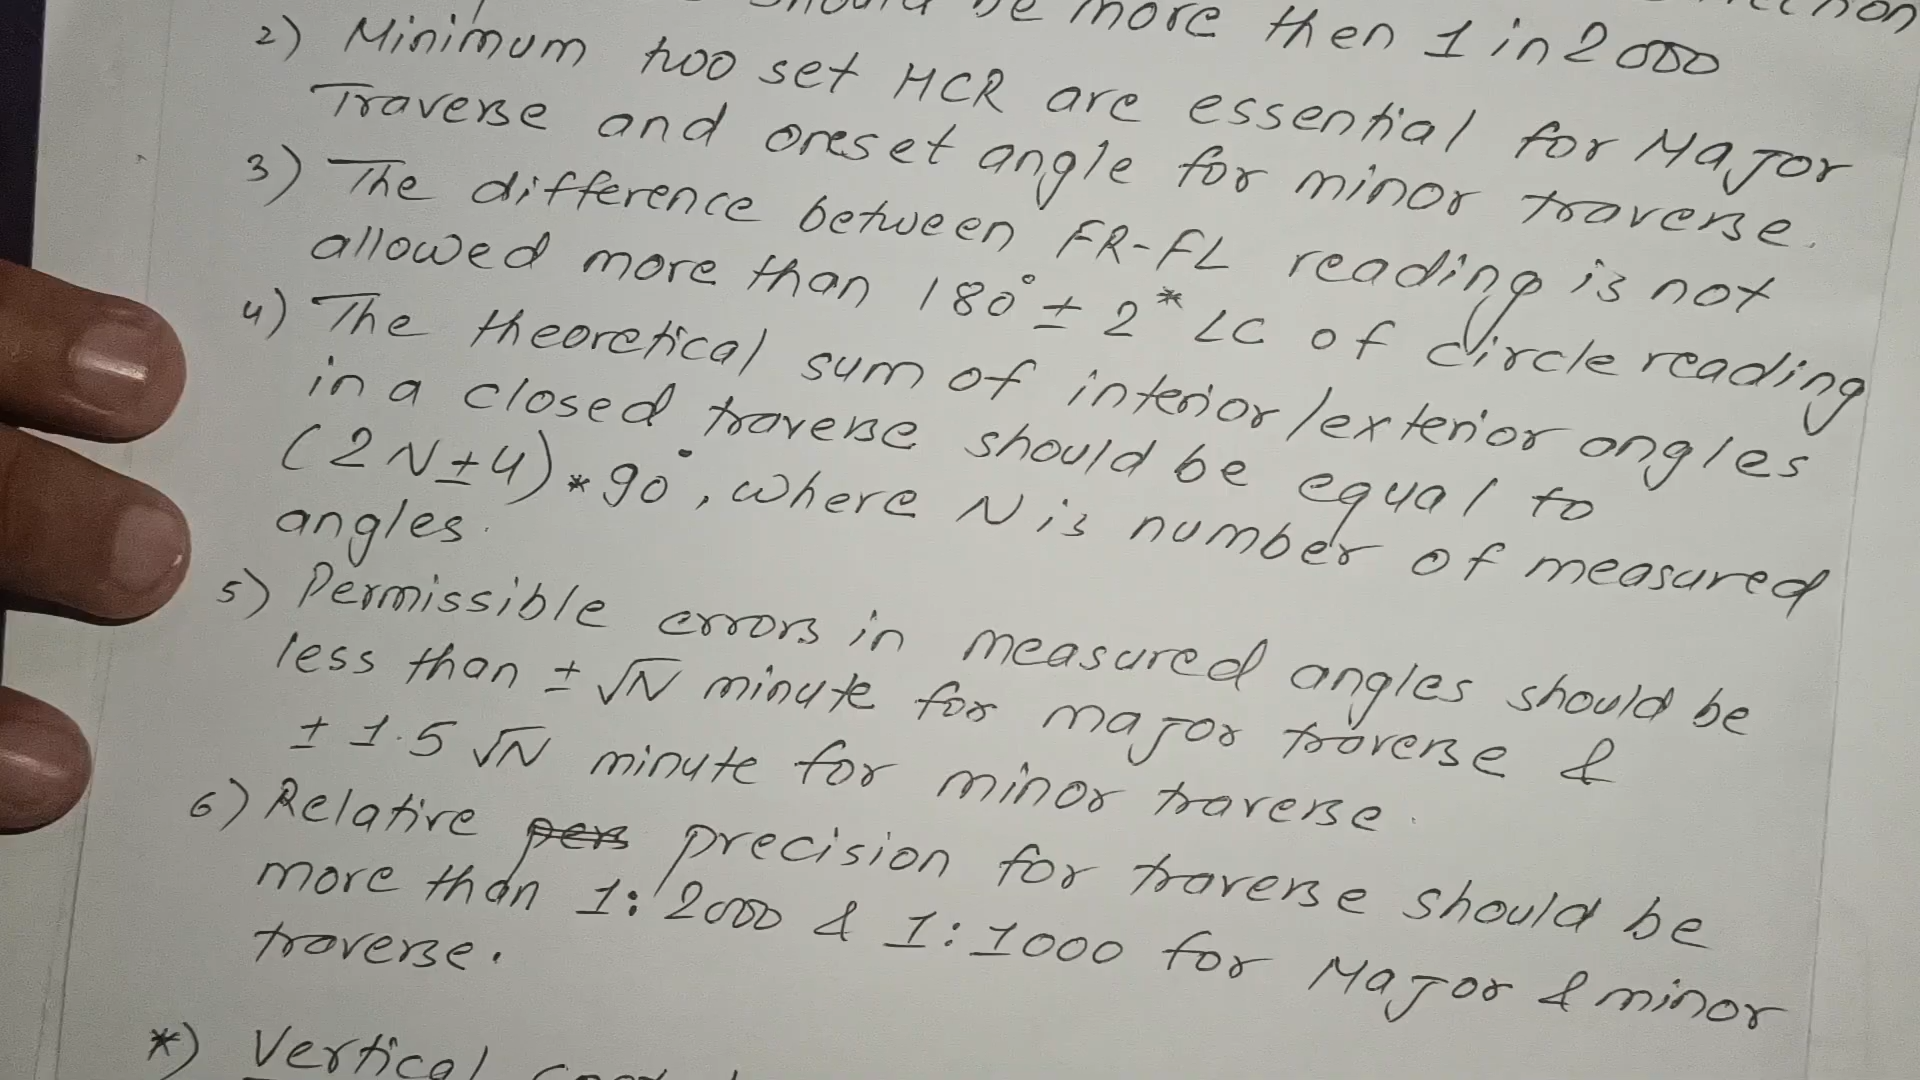 be more then 1 in 2000
2) Minimum two set HCR are essential for Major
Traverse and oneset angle for minor traverse.
3) The difference between FR-FL reading is not
allowed more than 180° ± 2* LC of circle reading
4) The theoretical sum of interior/exterior angles
in a closed traverse should be equal to
(2N±4)*90°, where N is number of measured
angles.
5) Permissible errors in measured angles should be
less than ± √N minute for major traverse &
± 1.5 √N minute for minor traverse.
6) Relative pers precision for traverse should be
more than 1:2000 & 1:1000 for Major & minor
traverse.
*) Vertical